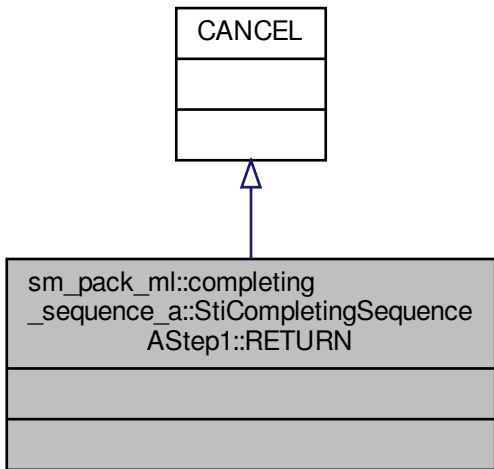 CANCEL
sm_pack_ml::completing
_sequence_a::StiCompletingSequence
AStep1::RETURN